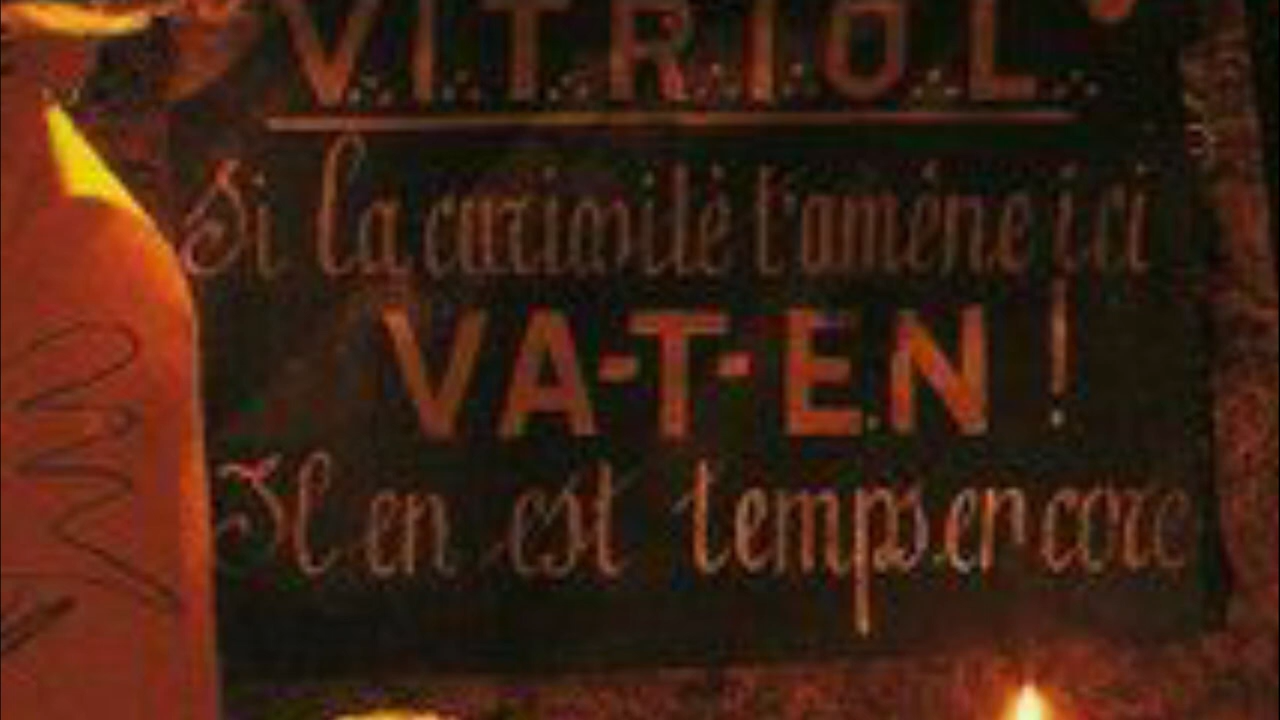 V∴I∴T∴R∴I∴O∴L∴
Si la curiosité t'amène ici
VA-T-EN !
Il en est temps encore